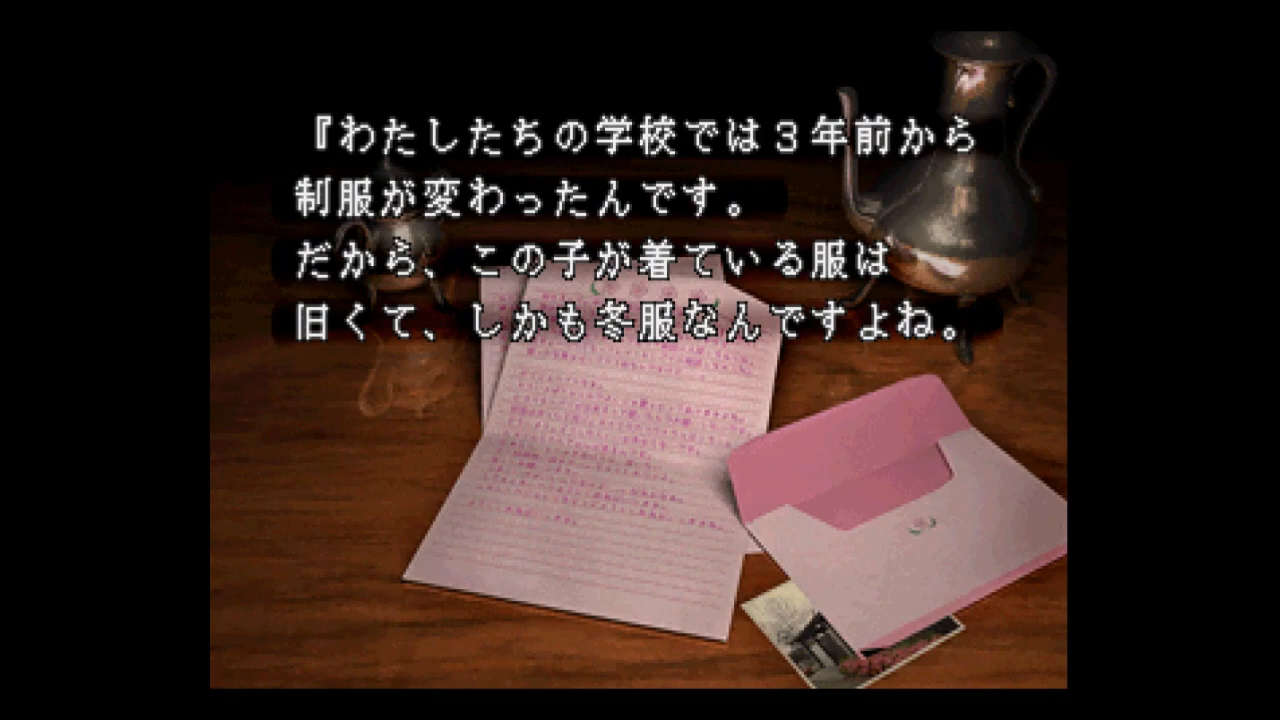 『わたしたちの学校では３年前から
制服が変わったんです。
だから、この子が着ている服は
旧くて、しかも冬服なんですよね。